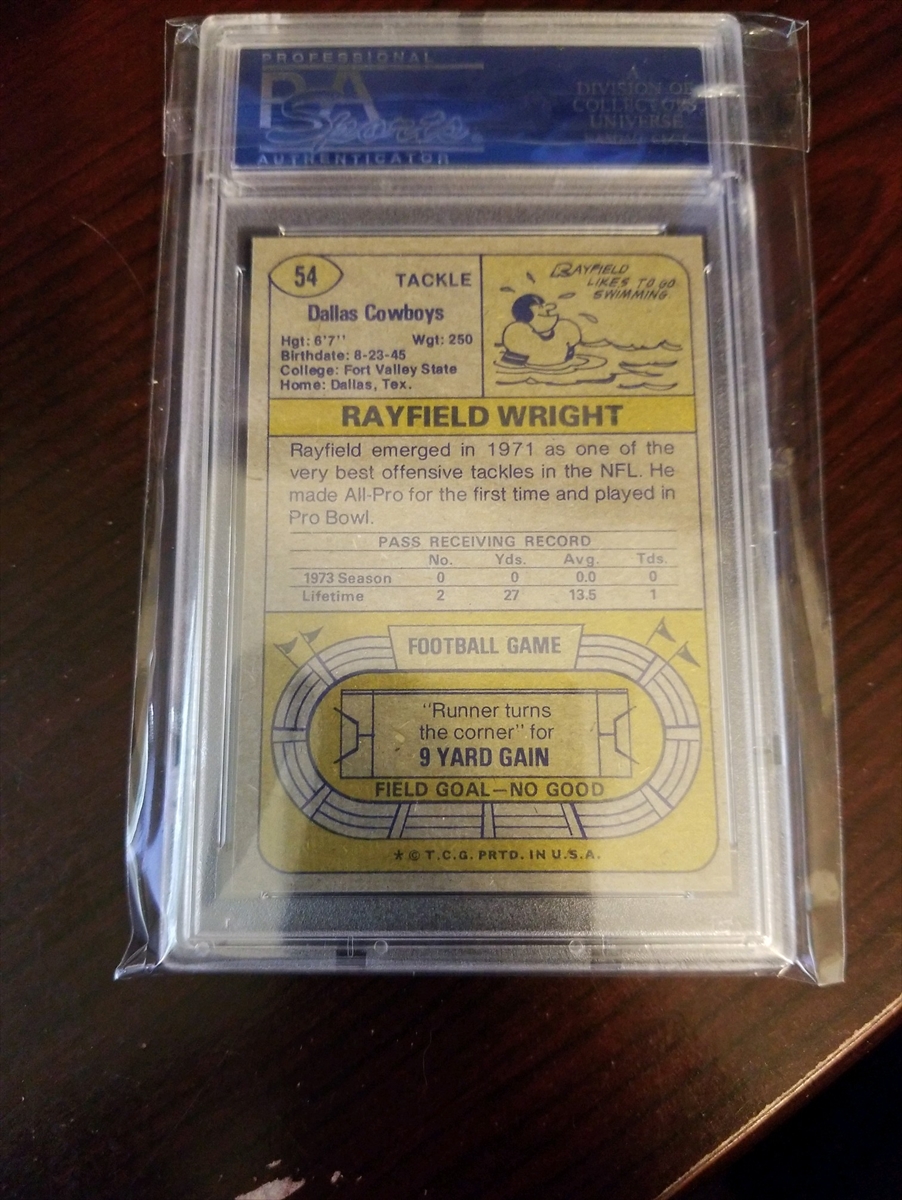 PROFESSIONAL
PSA
Sports
AUTHENTICATOR
A
DIVISION OF
COLLECTORS
UNIVERSE
54
TACKLE
Dallas Cowboys
Hgt: 6'7'' Wgt: 250
Birthdate: 8-23-45
College: Fort Valley State
Home: Dallas, Tex.
RAYFIELD
LIKES TO GO
SWIMMING.
RAYFIELD WRIGHT
Rayfield emerged in 1971 as one of the
very best offensive tackles in the NFL. He
made All-Pro for the first time and played in
Pro Bowl.
PASS RECEIVING RECORD
No. Yds. Avg. Tds.
1973 Season 0 0 0.0 0
Lifetime 2 27 13.5 1
FOOTBALL GAME
"Runner turns
the corner" for
9 YARD GAIN
FIELD GOAL—NO GOOD
* © T.C.G. PRTD. IN U.S.A.